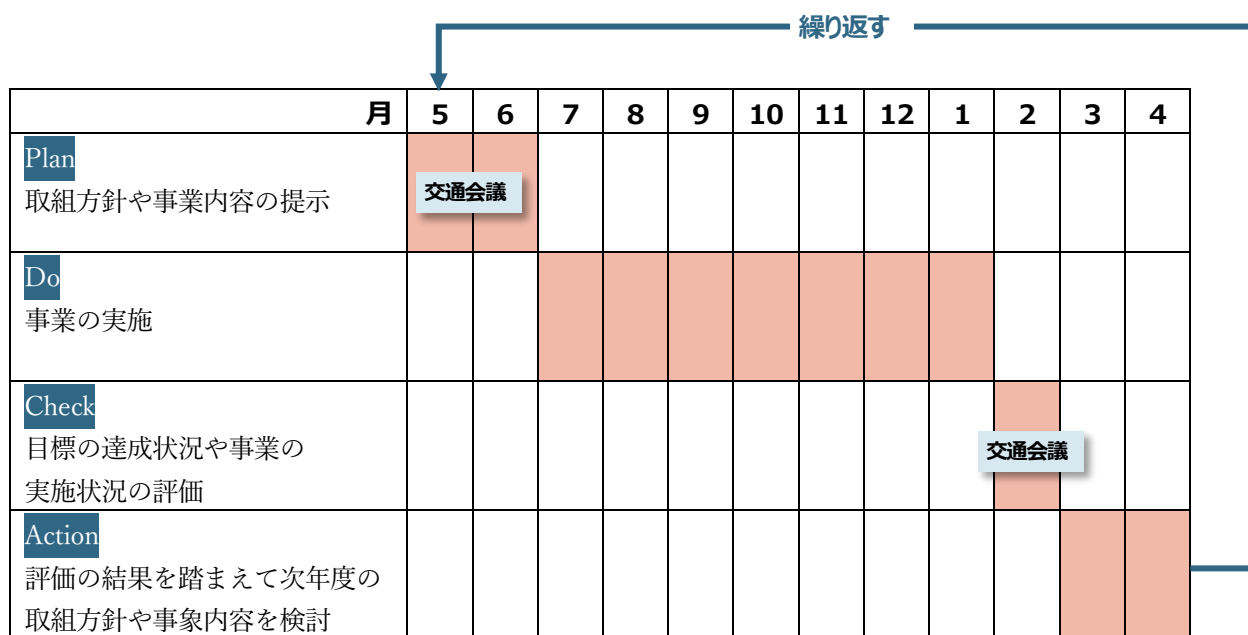 繰り返す
月 5 6 7 8 9 10 11 12 1 2 3 4
Plan
取組方針や事業内容の提示
交通会議
Do
事業の実施
Check
目標の達成状況や事業の
実施状況の評価
交通会議
Action
評価の結果を踏まえて次年度の
取組方針や事象内容を検討